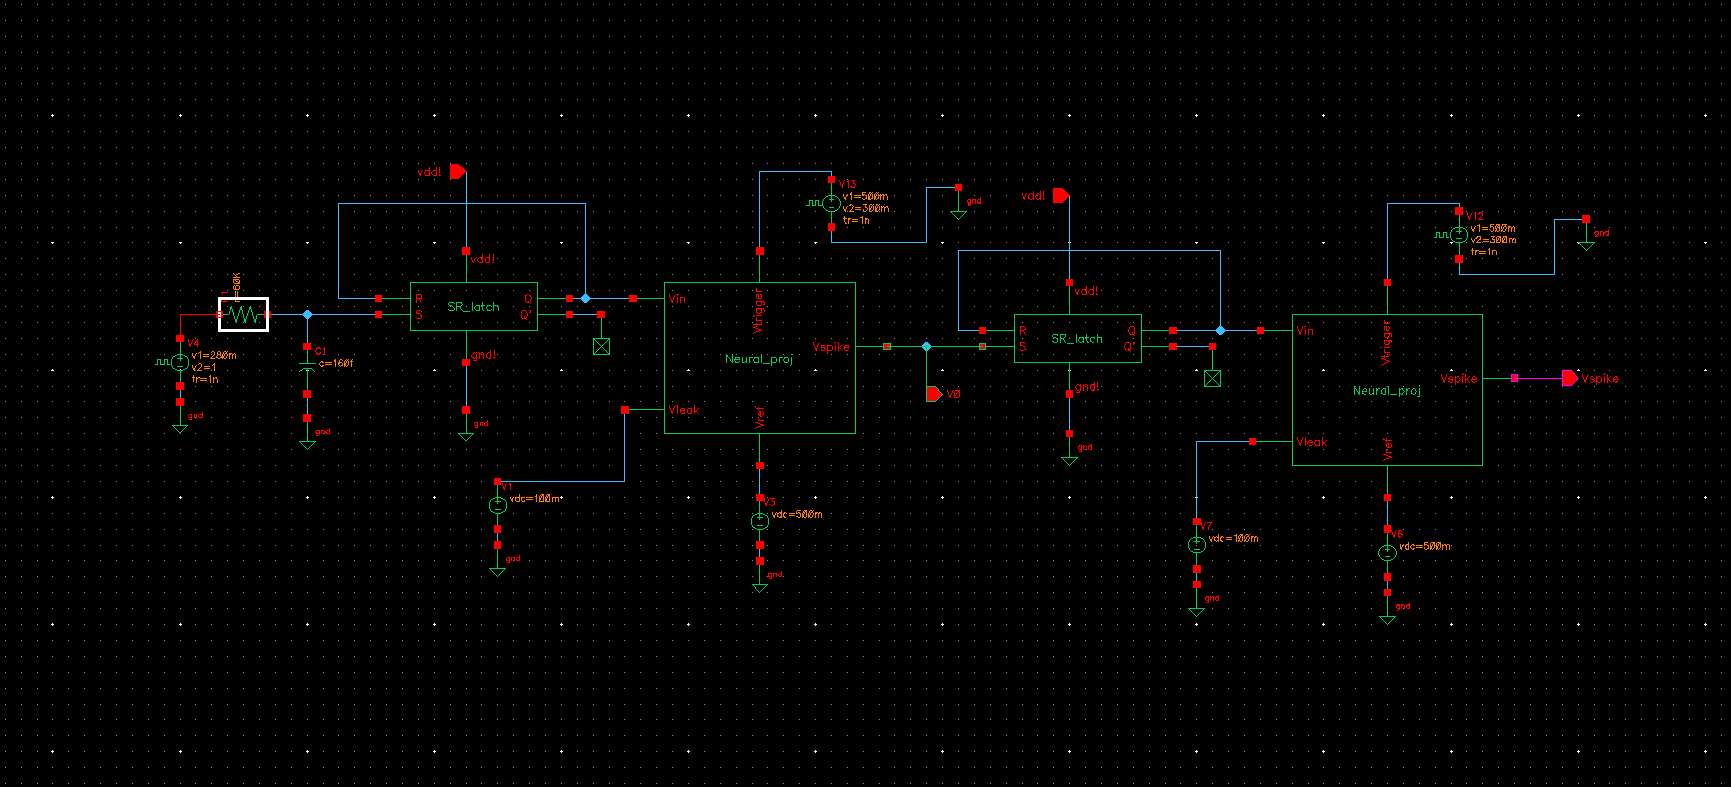 vdd!
vdd!
R
S
SR_latch
Q
Q'
gnd!
gnd
r=60K
V4
v1=280m
v2=1
tr=1n
gnd
C1
c=160f
gnd
V13
v1=500m
v2=300m
tr=1n
gnd
Vin
Vtrigger
Vspike
Neural_proj
Vleak
Vref
V1
vdc=100m
gnd
V3
vdc=500m
gnd
V0
vdd!
vdd!
R
S
SR_latch
Q
Q'
gnd!
gnd
V12
v1=500m
v2=300m
tr=1n
gnd
Vin
Vtrigger
Vspike
Neural_proj
Vleak
Vref
Vspike
V7
vdc=100m
gnd
V6
vdc=500m
gnd